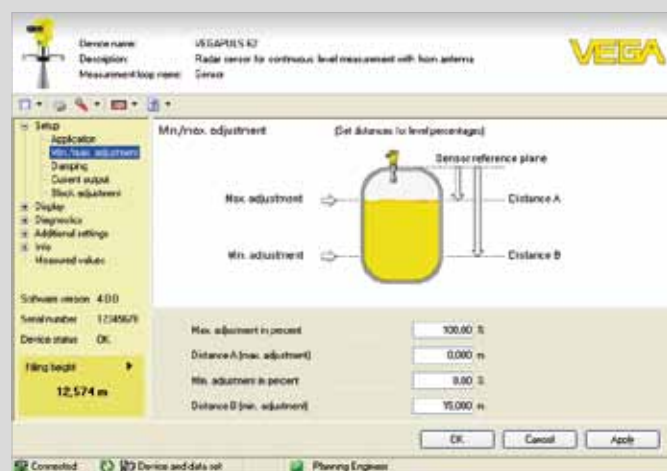 Device name: VEGAPULS 62
Description: Radar sensor for continuous level measurement with horn antenna
Measurement loop name: Sensor
VEGA
Setup
Application
Min./max. adjustment
Damping
Current output
Block adjustment
Display
Diagnostics
Additional settings
Info
Measured values
Software version 4.0.0
Serial number 12345678
Device status OK
Filling height
12,574 m
Min./max. adjustment (Set distances for level percentages)
Sensor reference plane
Max. adjustment
Distance A
Min. adjustment
Distance B
Max. adjustment in percent 100,00 %
Distance A (max. adjustment) 0,000 m
Min. adjustment in percent 0,00 %
Distance B (min. adjustment) 15,000 m
OK Cancel Apply
Connected Device and data set Planning Engineer